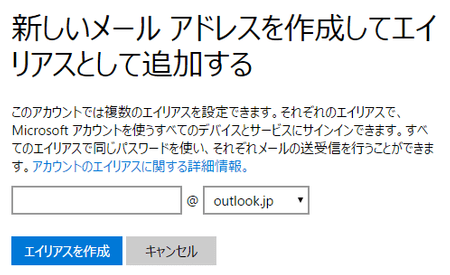 新しいメール アドレスを作成してエイ
リアスとして追加する
このアカウントでは複数のエイリアスを設定できます。それぞれのエイリアスで、
Microsoft アカウントを使うすべてのデバイスとサービスにサインインできます。すべ
てのエイリアスで同じパスワードを使い、それぞれメールの送受信を行うことができま
す。アカウントのエイリアスに関する詳細情報。
@ outlook.jp
エイリアスを作成 キャンセル